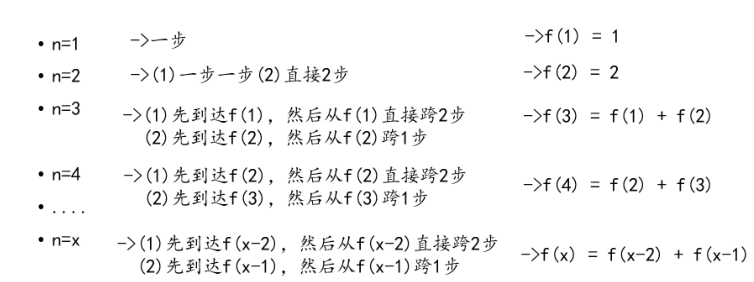 • n=1 ->一步 ->f(1) = 1
• n=2 ->(1)一步一步(2)直接2步 ->f(2) = 2
• n=3 ->(1)先到达f(1), 然后从f(1)直接跨2步 ->f(3) = f(1) + f(2)
(2)先到达f(2), 然后从f(2)跨1步
• n=4 ->(1)先到达f(2), 然后从f(2)直接跨2步 ->f(4) = f(2) + f(3)
(2)先到达f(3), 然后从f(3)跨1步
• ....
• n=x ->(1)先到达f(x-2), 然后从f(x-2)直接跨2步 ->f(x) = f(x-2) + f(x-1)
(2)先到达f(x-1), 然后从f(x-1)跨1步